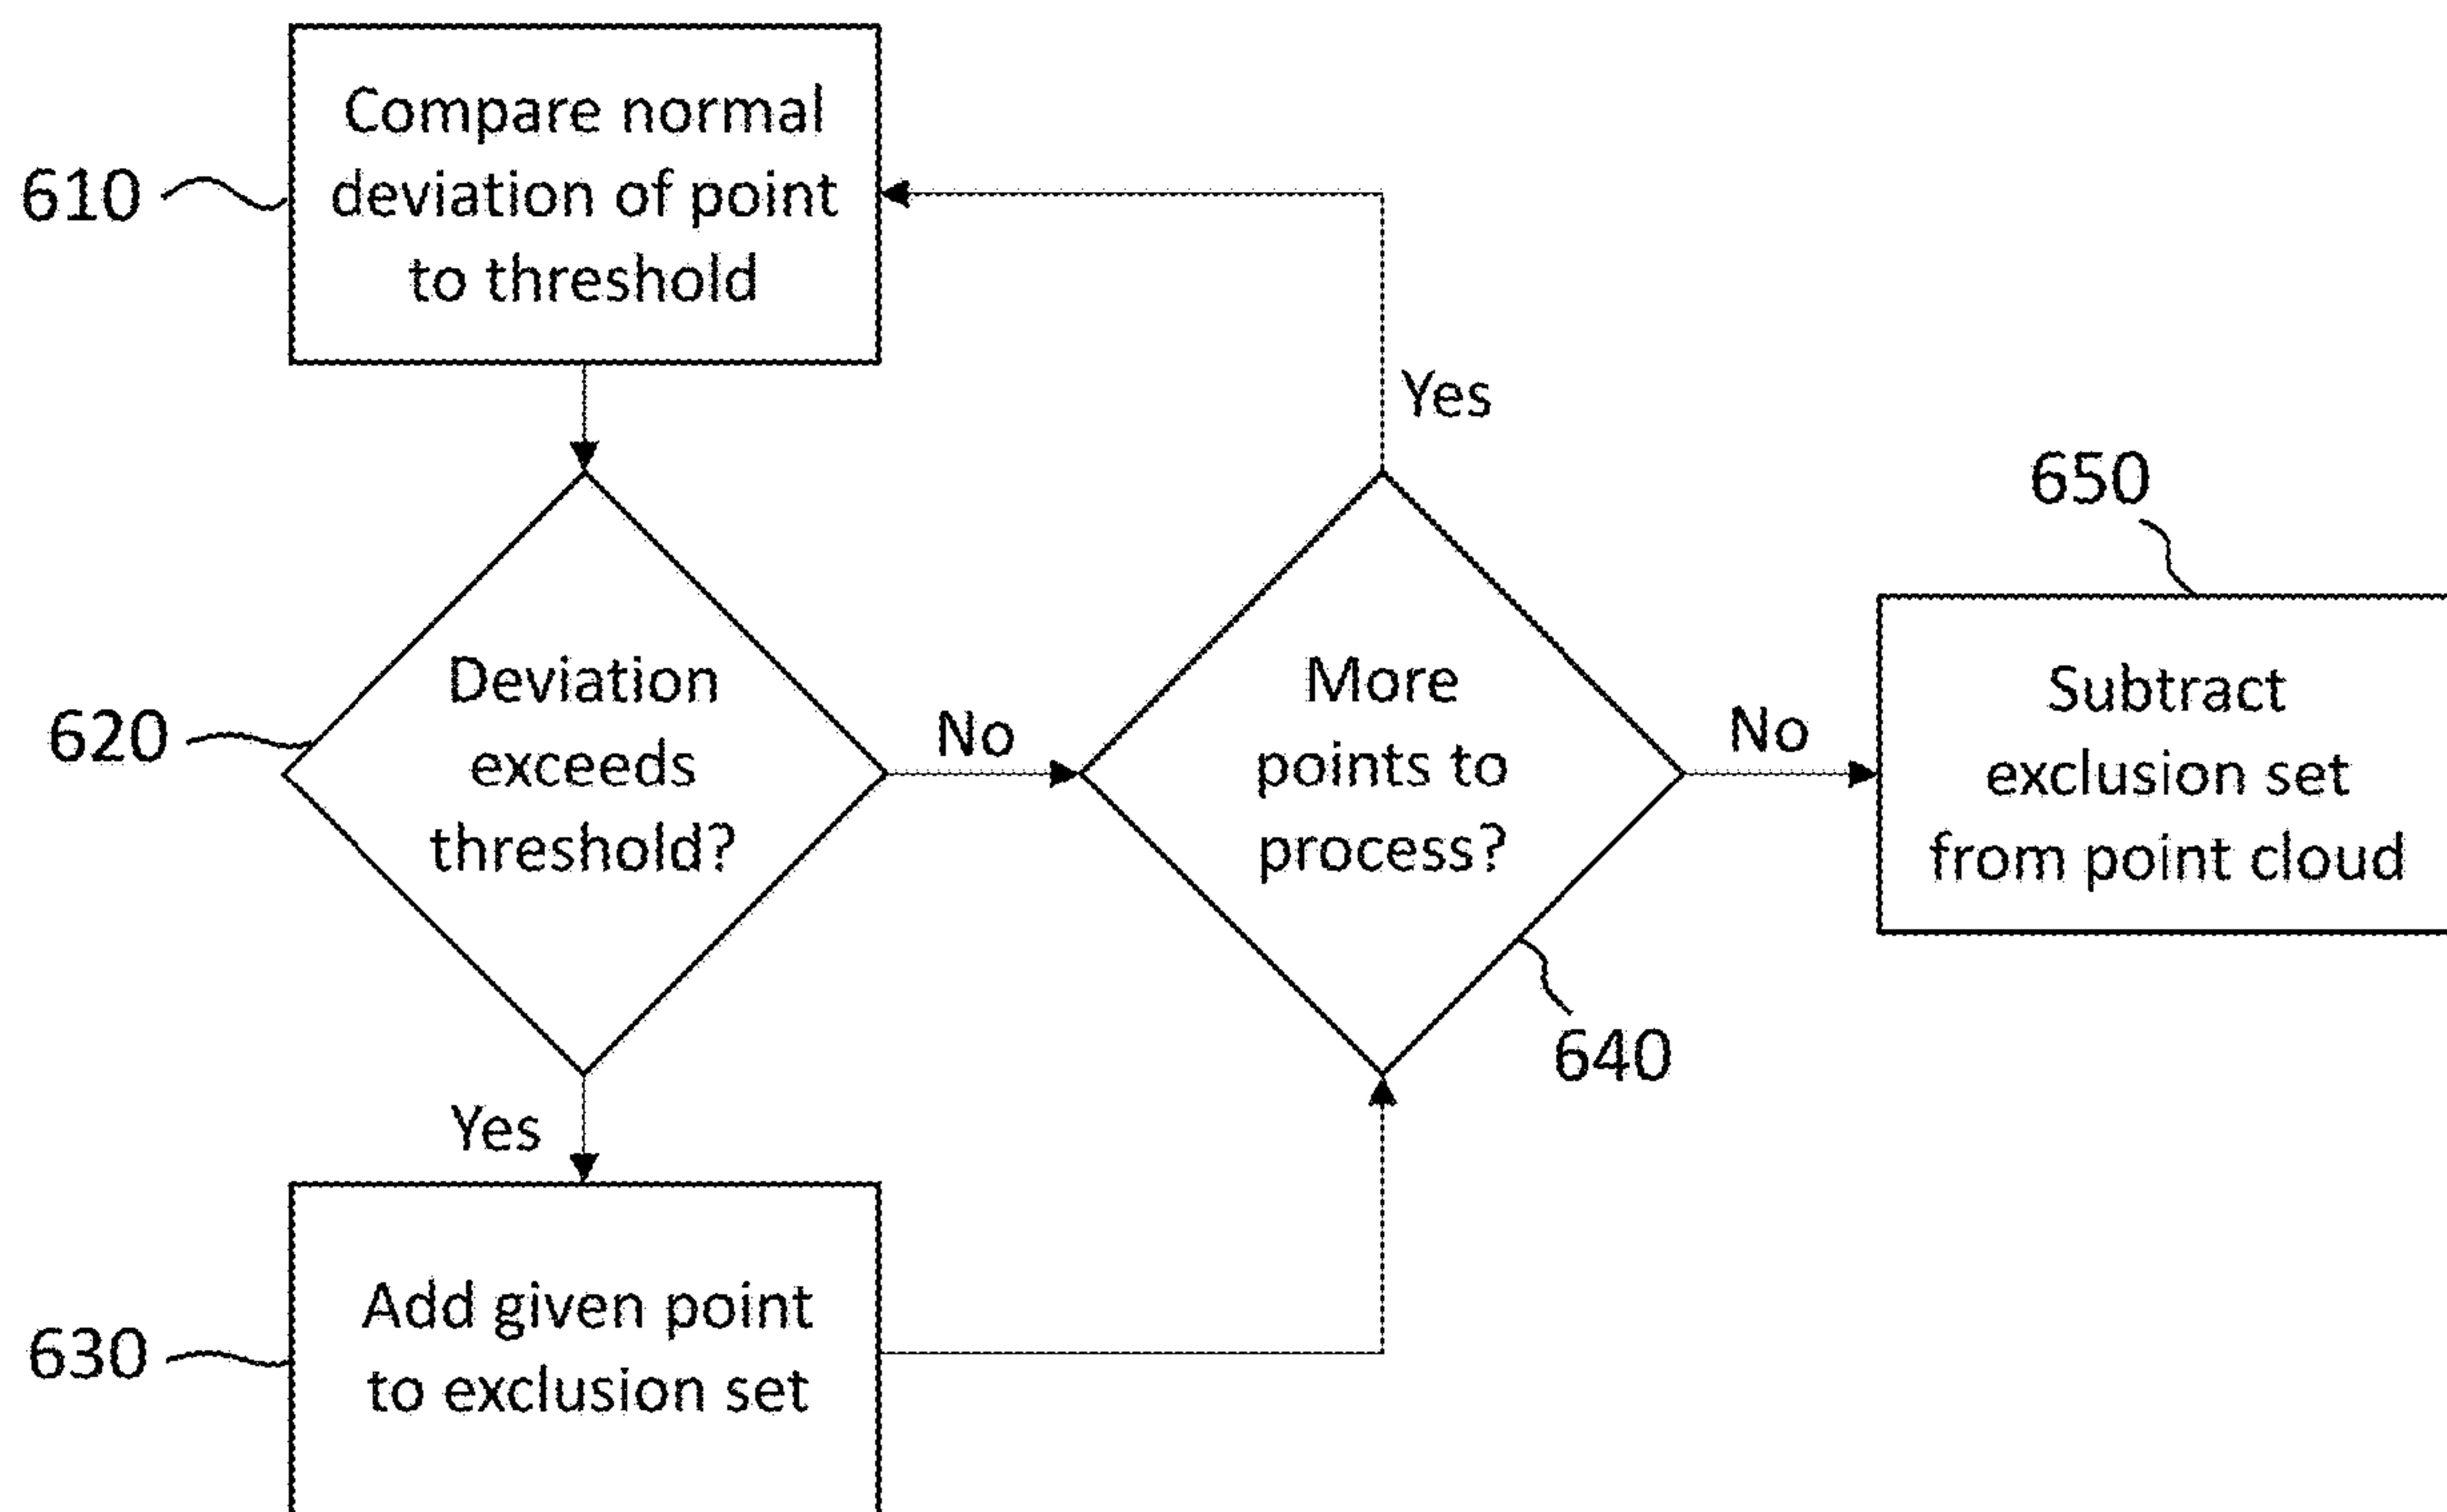 610
Compare normal
deviation of point
to threshold
Yes
620
Deviation
exceeds
threshold?
No
More
points to
process?
No
650
Subtract
exclusion set
from point cloud
640
Yes
630
Add given point
to exclusion set